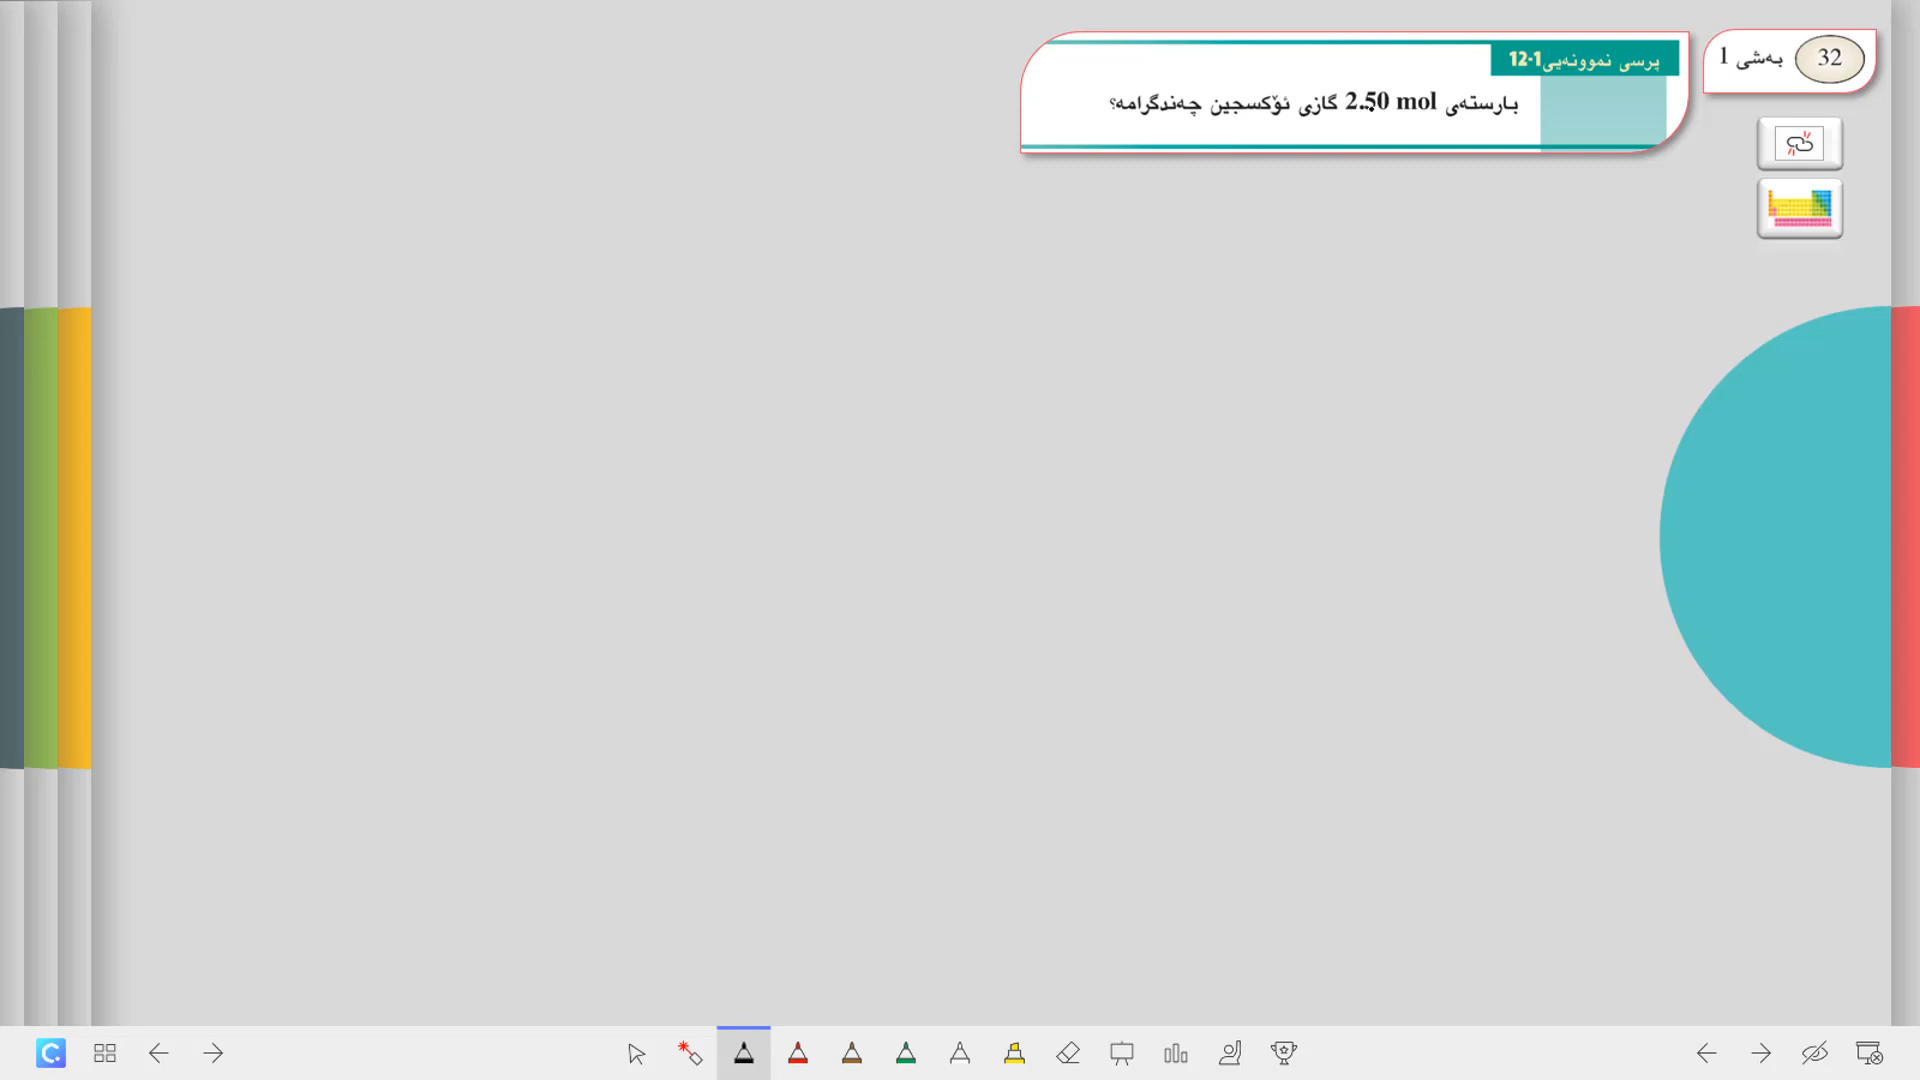 32 بەشی 1
پرسی نموونەیی 1-12
بارستەی 2.50 mol گازی ئۆکسجین چەندگرامە؟